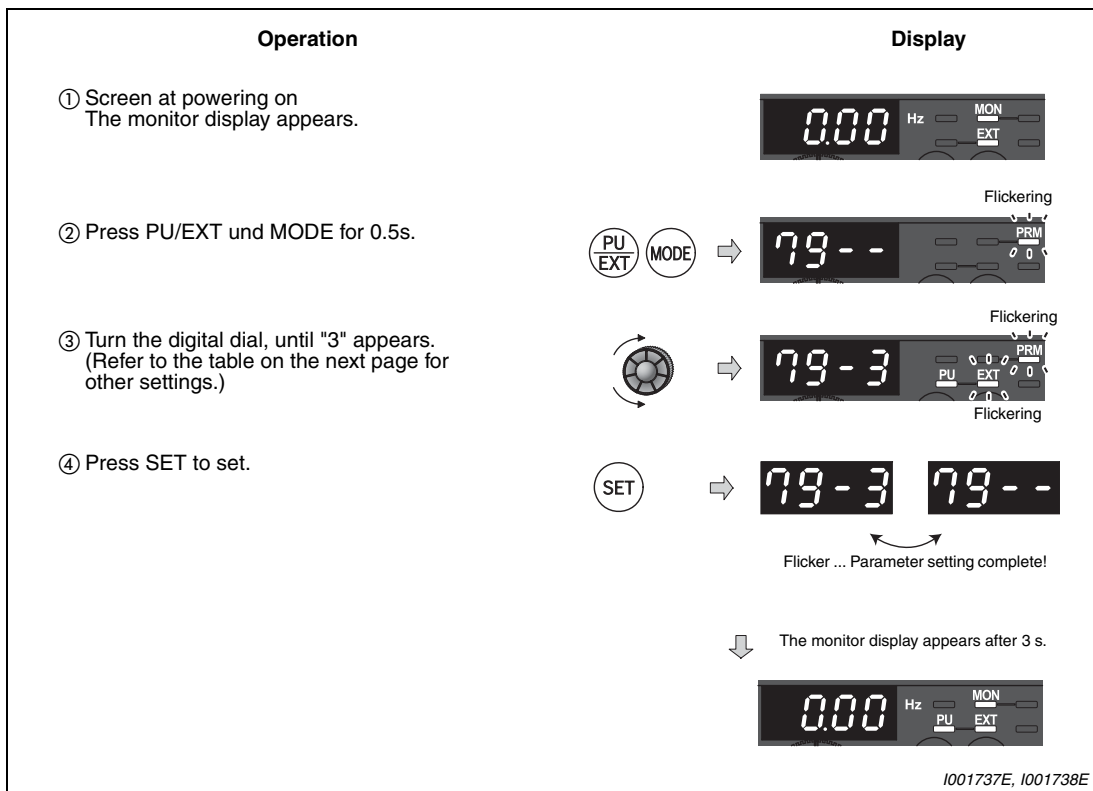 Operation
Display
① Screen at powering on
The monitor display appears.
0.00 Hz MON
EXT
② Press PU/EXT und MODE for 0.5s.
PU
EXT
MODE
Flickering
79-- PRM
③ Turn the digital dial, until "3" appears.
(Refer to the table on the next page for
other settings.)
Flickering
79-3 PRM
PU EXT
Flickering
④ Press SET to set.
SET
79-3 79--
Flicker ... Parameter setting complete!
The monitor display appears after 3 s.
0.00 Hz MON
PU EXT
I001737E, I001738E